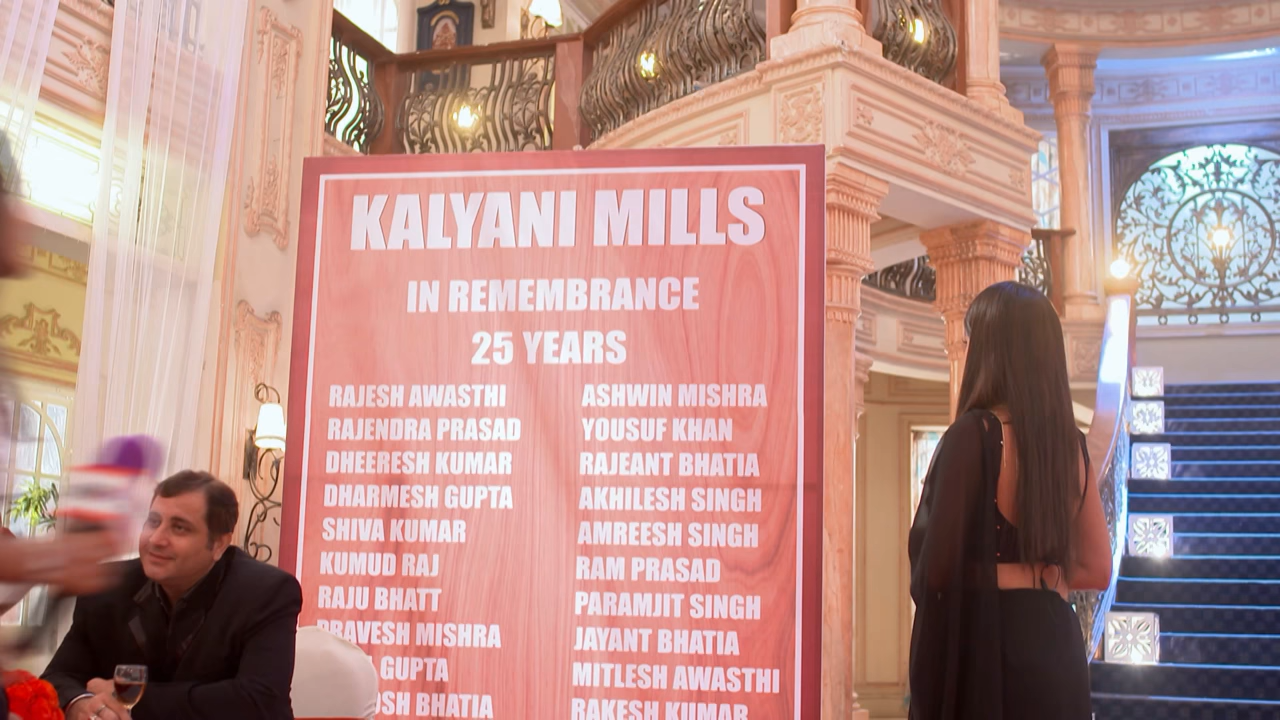 KALYANI MILLS
IN REMEMBRANCE
25 YEARS
RAJESH AWASTHI
RAJENDRA PRASAD
DHEERESH KUMAR
DHARMESH GUPTA
SHIVA KUMAR
KUMUD RAJ
RAJU BHATT
PRAVESH MISHRA
GUPTA
BHATIA
ASHWIN MISHRA
YOUSUF KHAN
RAJEANT BHATIA
AKHILESH SINGH
AMREESH SINGH
RAM PRASAD
PARAMJIT SINGH
JAYANT BHATIA
MITLESH AWASTHI
RAKESH KUMAR